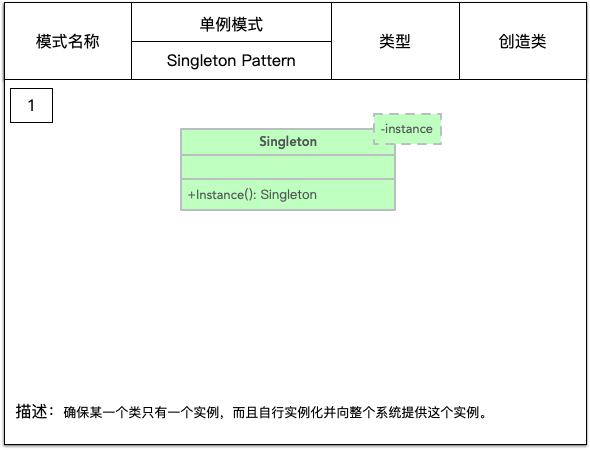 模式名称
单例模式
Singleton Pattern
类型
创造类
1
-instance
Singleton
+Instance(): Singleton
描述：确保某一个类只有一个实例，而且自行实例化并向整个系统提供这个实例。